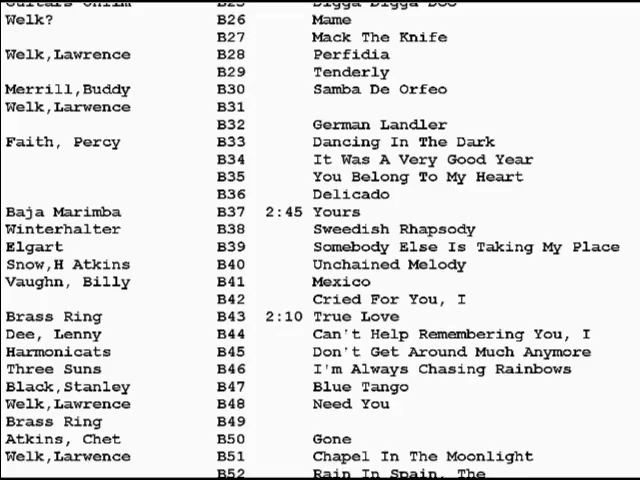 Guitars Unlim B25 Digga Digga Doo
Welk? B26 Mame
B27 Mack The Knife
Welk,Lawrence B28 Perfidia
B29 Tenderly
Merrill,Buddy B30 Samba De Orfeo
Welk,Larwence B31
B32 German Landler
Faith, Percy B33 Dancing In The Dark
B34 It Was A Very Good Year
B35 You Belong To My Heart
B36 Delicado
Baja Marimba B37 2:45 Yours
Winterhalter B38 Sweedish Rhapsody
Elgart B39 Somebody Else Is Taking My Place
Snow,H Atkins B40 Unchained Melody
Vaughn, Billy B41 Mexico
B42 Cried For You, I
Brass Ring B43 2:10 True Love
Dee, Lenny B44 Can't Help Remembering You, I
Harmonicats B45 Don't Get Around Much Anymore
Three Suns B46 I'm Always Chasing Rainbows
Black,Stanley B47 Blue Tango
Welk,Lawrence B48 Need You
Brass Ring B49
Atkins, Chet B50 Gone
Welk,Larwence B51 Chapel In The Moonlight
B52 Rain In Spain, The